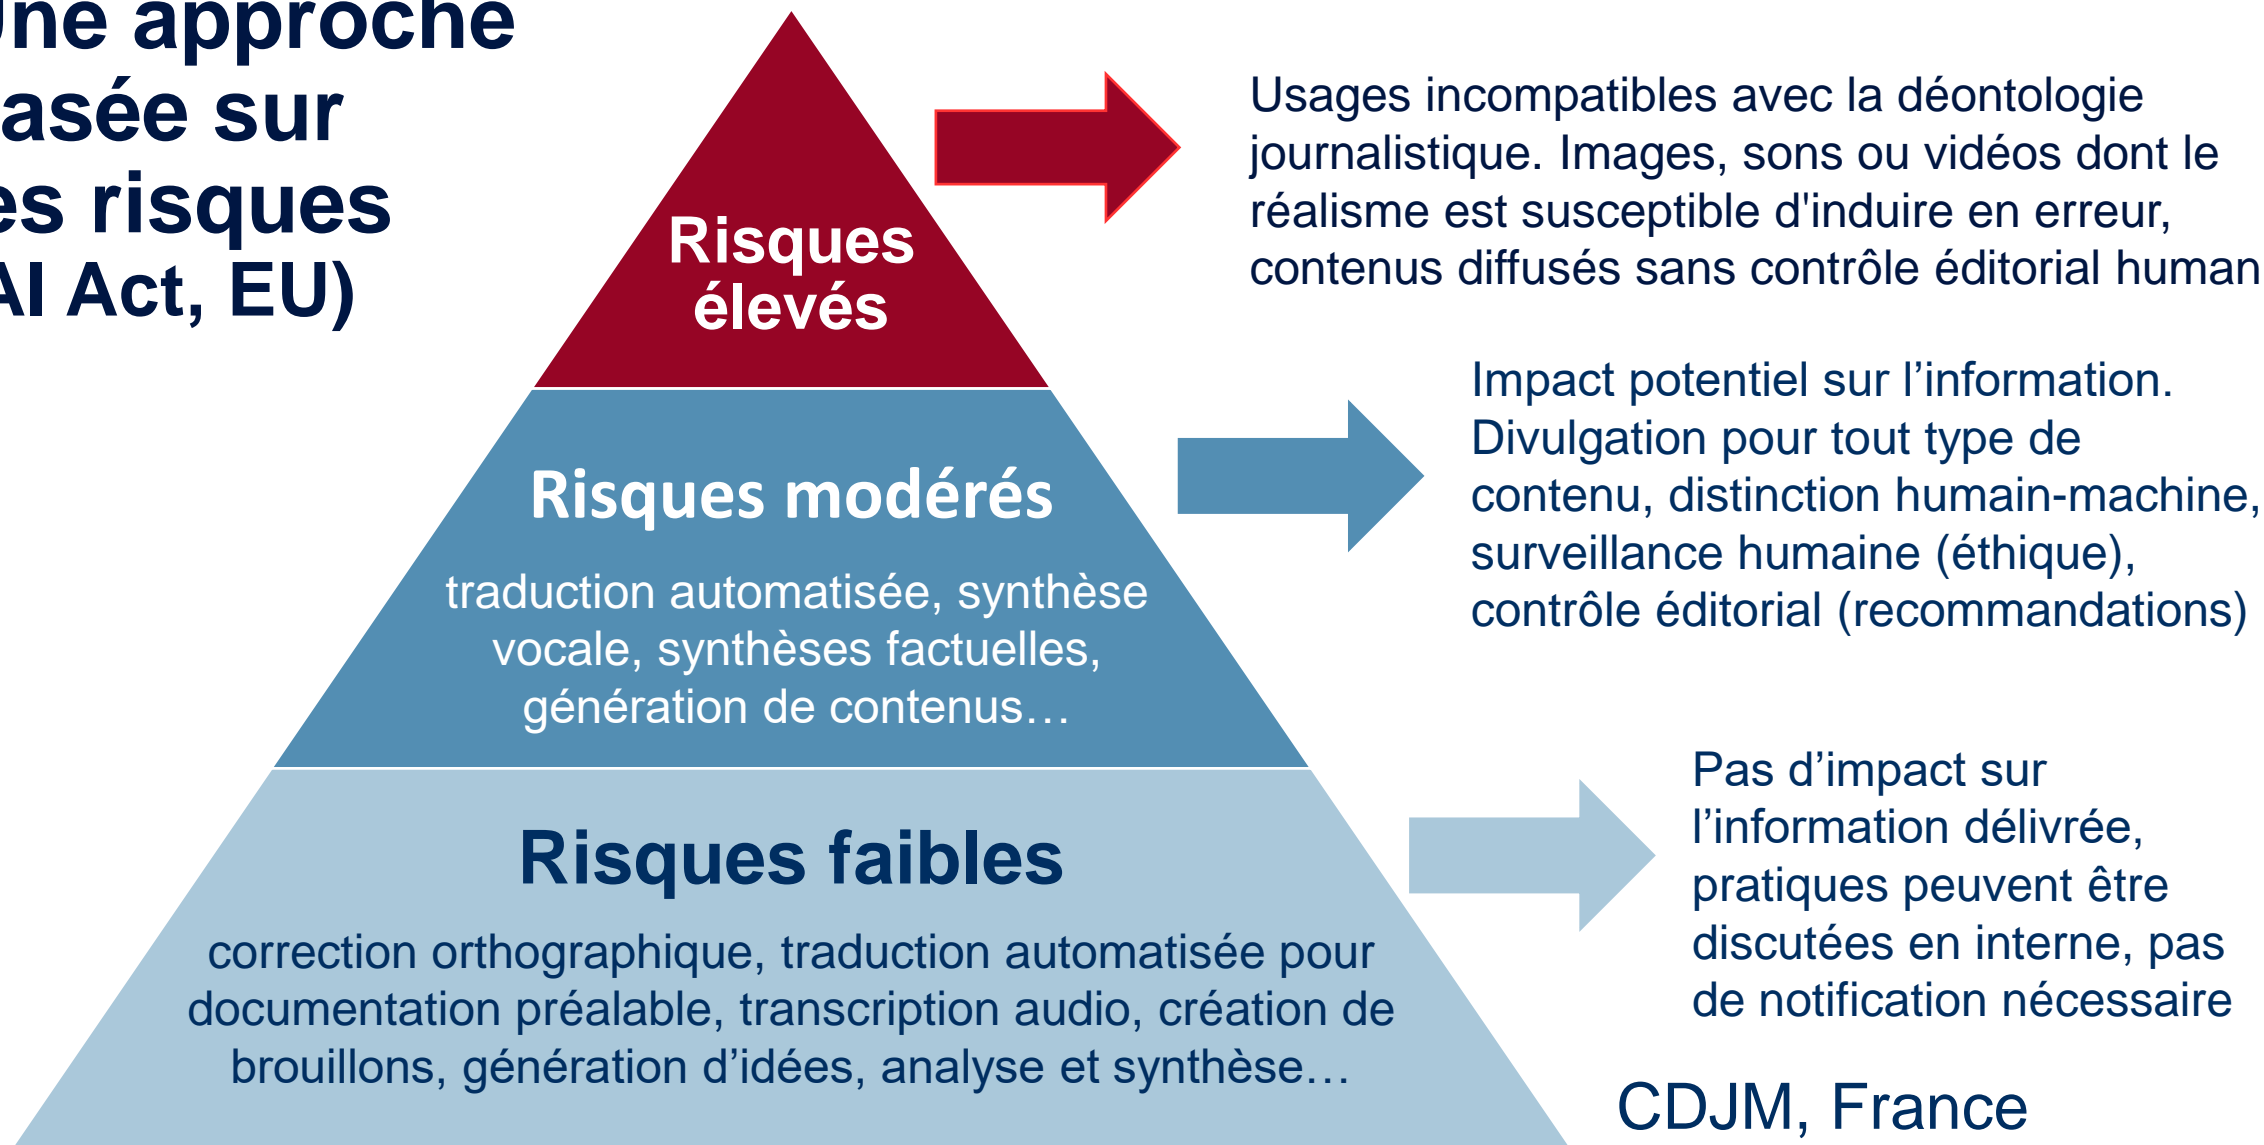 Une approche
asée sur
es risques
AI Act, EU)
Risques
élevés
Usages incompatibles avec la déontologie
journalistique. Images, sons ou vidéos dont le
réalisme est susceptible d'induire en erreur,
contenus diffusés sans contrôle éditorial human
Risques modérés
traduction automatisée, synthèse
vocale, synthèses factuelles,
génération de contenus…
Impact potentiel sur l’information.
Divulgation pour tout type de
contenu, distinction humain-machine,
surveillance humaine (éthique),
contrôle éditorial (recommandations)
Risques faibles
correction orthographique, traduction automatisée pour
documentation préalable, transcription audio, création de
brouillons, génération d’idées, analyse et synthèse…
Pas d’impact sur
l’information délivrée,
pratiques peuvent être
discutées en interne, pas
de notification nécessaire
CDJM, France